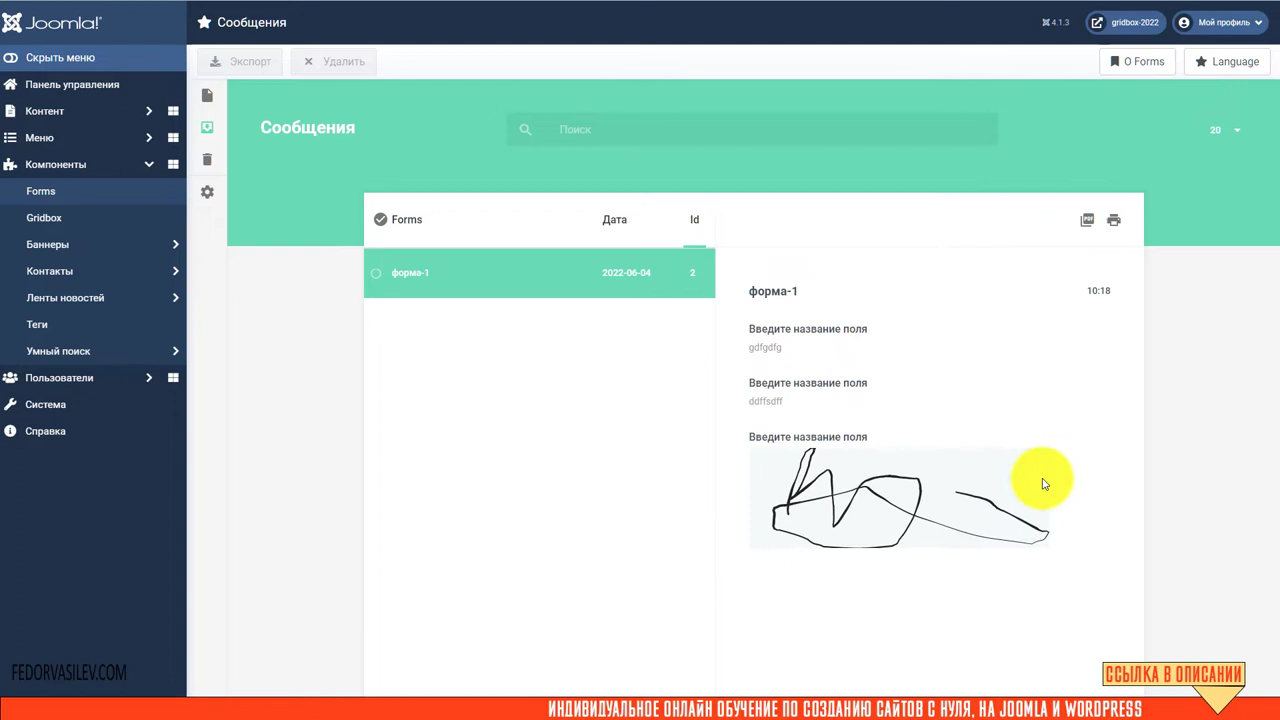 Joomla!®
Сообщения
4.1.3
gridbox-2022
Мой профиль
Скрыть меню
Экспорт
Удалить
О Forms
Language
Панель управления
Контент
Меню
Компоненты
Forms
Gridbox
Баннеры
Контакты
Ленты новостей
Теги
Умный поиск
Пользователи
Система
Справка
Сообщения
Поиск
20
Forms
Дата
Id
PDF
форма-1
2022-06-04
2
форма-1
10:18
Введите название поля
gdfgdfg
Введите название поля
ddffsdff
Введите название поля
FEDORVASILEV.COM
ССЫЛКА В ОПИСАНИИ
ИНДИВИДУАЛЬНОЕ ОНЛАЙН ОБУЧЕНИЕ ПО СОЗДАНИЮ САЙТОВ С НУЛЯ, НА JOOMLA И WORDPRESS